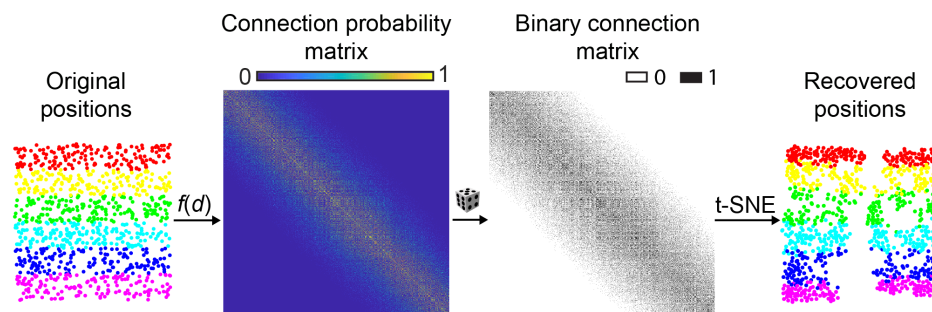 Original
positions
f(d)
Connection probability
matrix
0 1
Binary connection
matrix
0 1
t-SNE
Recovered
positions